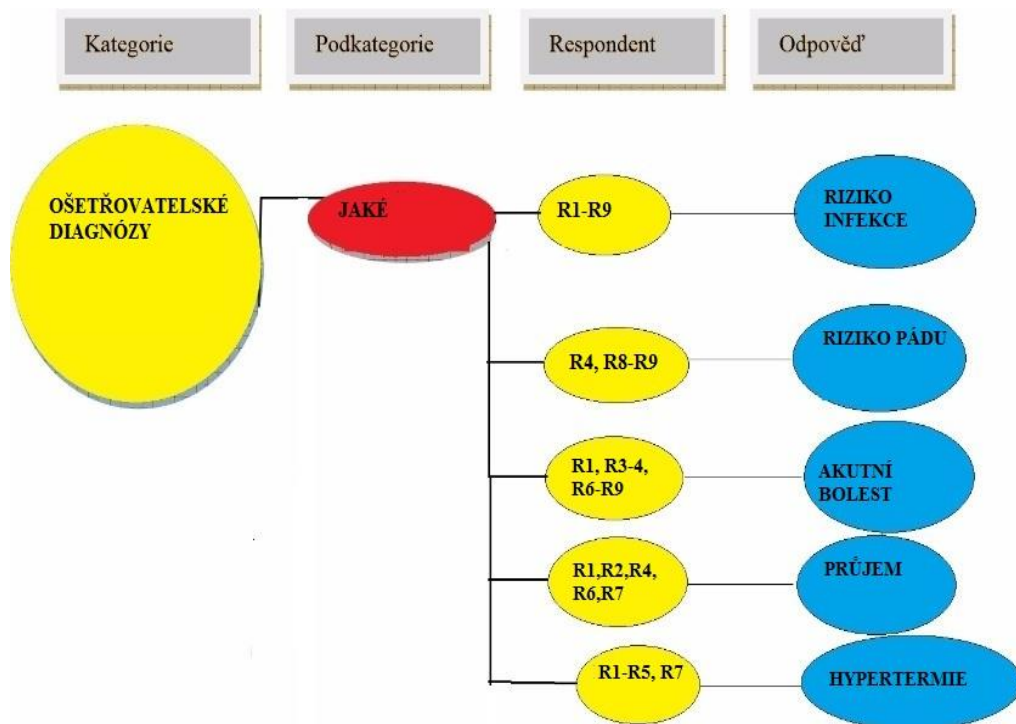 Kategorie
Podkategorie
Respondent
Odpověď
OŠETŘOVATELSKÉ
DIAGNÓZY
JAKÉ
R1-R9
RIZIKO
INFEKCE
R4, R8-R9
RIZIKO PÁDU
R1, R3-4,
R6-R9
AKUTNÍ
BOLEST
R1,R2,R4,
R6,R7
PRŮJEM
R1-R5, R7
HYPERTERMIE